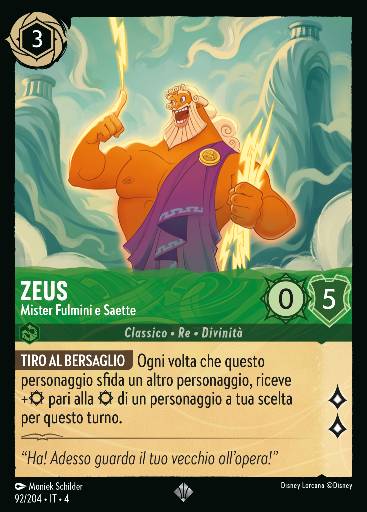 3
ZEUS
Mister Fulmini e Saette
0 5
Classico • Re • Divinità
TIRO AL BERSAGLIO Ogni volta che questo
personaggio sfida un altro personaggio, riceve
+¤ pari alla ¤ di un personaggio a tua scelta
per questo turno.
“Ha! Adesso guarda il tuo vecchio all’opera!”
Moniek Schilder
Disney Lorcana ©Disney
92/204 • IT • 4